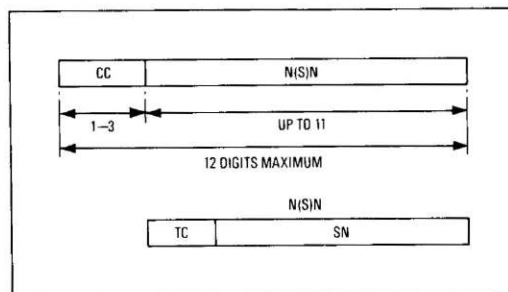 CC N(S)N
1—3 UP TO 11
12 DIGITS MAXIMUM
N(S)N
TC SN